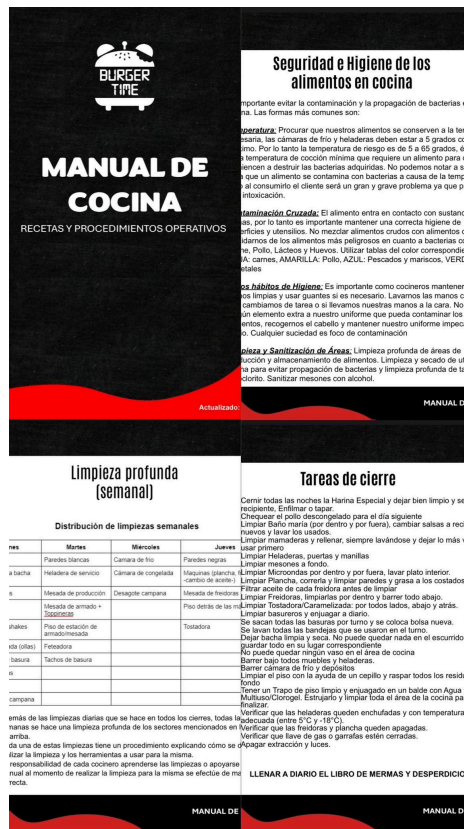 BURGER
TIME
MANUAL DE
COCINA
RECETAS Y PROCEDIMIENTOS OPERATIVOS
Actualizado:
Seguridad e Higiene de los
alimentos en cocina
mportante evitar la contaminación y la propagación de bacterias
na. Las formas más comunes son:
peratura: Procurar que nuestros alimentos se conserven a la te
esaria, las cámaras de frío y heladeras deben estar a 5 grados c
imo. Por lo tanto la temperatura de riesgo es de 5 a 65 grados, é
a temperatura de cocción mínima que requiere un alimento para
iencen a destruir las bacterias adquiridas. No podemos notar a s
que un alimento se contamina con bacterias a causa de la temp
al consumirlo el cliente será un gran y grave problema ya que p
intoxicación.
taminación Cruzada: El alimento entra en contacto con sustanc
as, por lo tanto es importante mantener una correcta higiene de
erficies y utensilios. No mezclar alimentos crudos con alimentos
idarnos de los alimentos más peligrosos en cuanto a bacterias c
ne, Pollo, Lácteos y Huevos. Utilizar tablas del color correspondie
A: carnes, AMARILLA: Pollo, AZUL: Pescados y mariscos, VERD
etales
os hábitos de Higiene: Es importante como cocineros mantener
os limpias y usar guantes si es necesario. Lavarnos las manos c
cambiamos de tarea o si llevamos nuestras manos a la cara. No
ún elemento extra a nuestro uniforme que pueda contaminar los
entos, recogernos el cabello y mantener nuestro uniforme impec
o. Cualquier suciedad es foco de contaminación
pieza y Sanitización de Áreas: Limpieza profunda de áreas de
ucción y almacenamiento de alimentos. Limpieza y secado de ut
na para evitar propagación de bacterias y limpieza profunda de ta
clorito. Sanitizar mesones con alcohol.
MANUAL D
Limpieza profunda
(semanal)
Distribución de limpiezas semanales
nes Martes Miércoles Jueves
Paredes blancas Camara de frio Paredes negras
a bacha Heladera de servicio Cámara de congelada Maquinas (plancha, fr
-cambio de aceite-)
Mesada de producción Desagote campana Mesada de freidoras
Mesada de armado + Piso detrás de las ma
Toppineras
shakes Piso de estación de Tostadora
armado/mesada
da (ollas) Feteadora
basura Tachos de basura
as
campana
emás de las limpiezas diarias que se hace en todos los cierres, todas la
manas se hace una limpieza profunda de los sectores mencionados en
arriba.
da una de estas limpiezas tiene un procedimiento explicando cómo se d
lizar la limpieza y los herramientas a usar para la misma.
responsabilidad de cada cocinero aprenderse las limpiezas o apoyarse
nual al momento de realizar la limpieza para la misma se efectúe de ma
recta.
MANUAL DE
Tareas de cierre
Cernir todas las noches la Harina Especial y dejar bien limpio y se
recipiente, Enfilmar o tapar.
Chequear el pollo descongelado para el día siguiente
Limpiar Baño maría (por dentro y por fuera), cambiar salsas a reci
nuevos y lavar los usados.
Limpiar mamaderas y rellenar, siempre lavándose y dejar lo más v
usar primero
Limpiar Heladeras, puertas y manillas
Limpiar mesones a fondo.
Limpiar Microondas por dentro y por fuera, lavar plato interior.
Limpiar Plancha, correrla y limpiar paredes y grasa a los costados
Filtrar aceite de cada freidora antes de limpiar
Limpiar Freidoras, limpiarlas por dentro y barrer todo abajo.
Limpiar Tostadora/Caramelizada: por todos lados, abajo y atrás.
Limpiar basureros y enjuagar a diario.
Se sacan todas las basuras por turno y se coloca bolsa nueva.
Se lavan todas las bandejas que se usaron en el turno.
Dejar bacha limpia y seca. No puede quedar nada en el escurrido
guardar todo en su lugar correspondiente
No puede quedar ningún vaso en el área de cocina
Barrer bajo todos muebles y heladeras.
Barrer cámara de frío y depósitos
Limpiar el piso con la ayuda de un cepillo y raspar todos los resid
fondo
Tener un Trapo de piso limpio y enjuagado en un balde con Agua
Multiuso/Clorogel. Estrujarlo y limpiar toda el área de la cocina pa
finalizar.
Verificar que las heladeras queden enchufadas y con temperatura
adecuada (entre 5°C y -18°C).
Verificar que las freidoras y plancha queden apagadas.
Verificar que llave de gas o garrafas estén cerradas.
Apagar extracción y luces.
LLENAR A DIARIO EL LIBRO DE MERMAS Y DESPERDICIO
MANUAL D